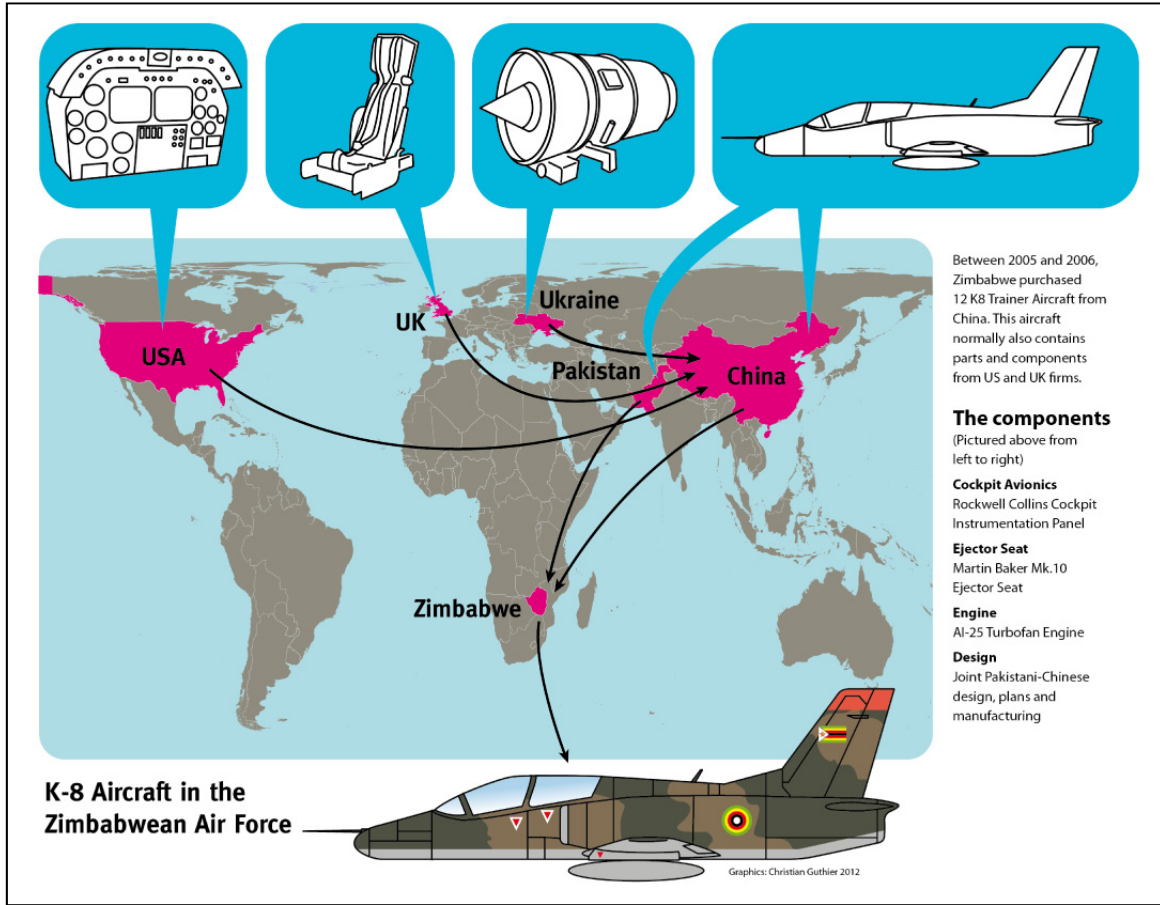 USA
UK
Ukraine
Pakistan
China
Zimbabwe
Between 2005 and 2006,
Zimbabwe purchased
12 K8 Trainer Aircraft from
China. This aircraft
normally also contains
parts and components
from US and UK firms.
The components
(Pictured above from
left to right)
Cockpit Avionics
Rockwell Collins Cockpit
Instrumentation Panel
Ejector Seat
Martin Baker Mk.10
Ejector Seat
Engine
AI-25 Turbofan Engine
Design
Joint Pakistani-Chinese
design, plans and
manufacturing
K-8 Aircraft in the
Zimbabwean Air Force
Graphics: Christian Guthier 2012